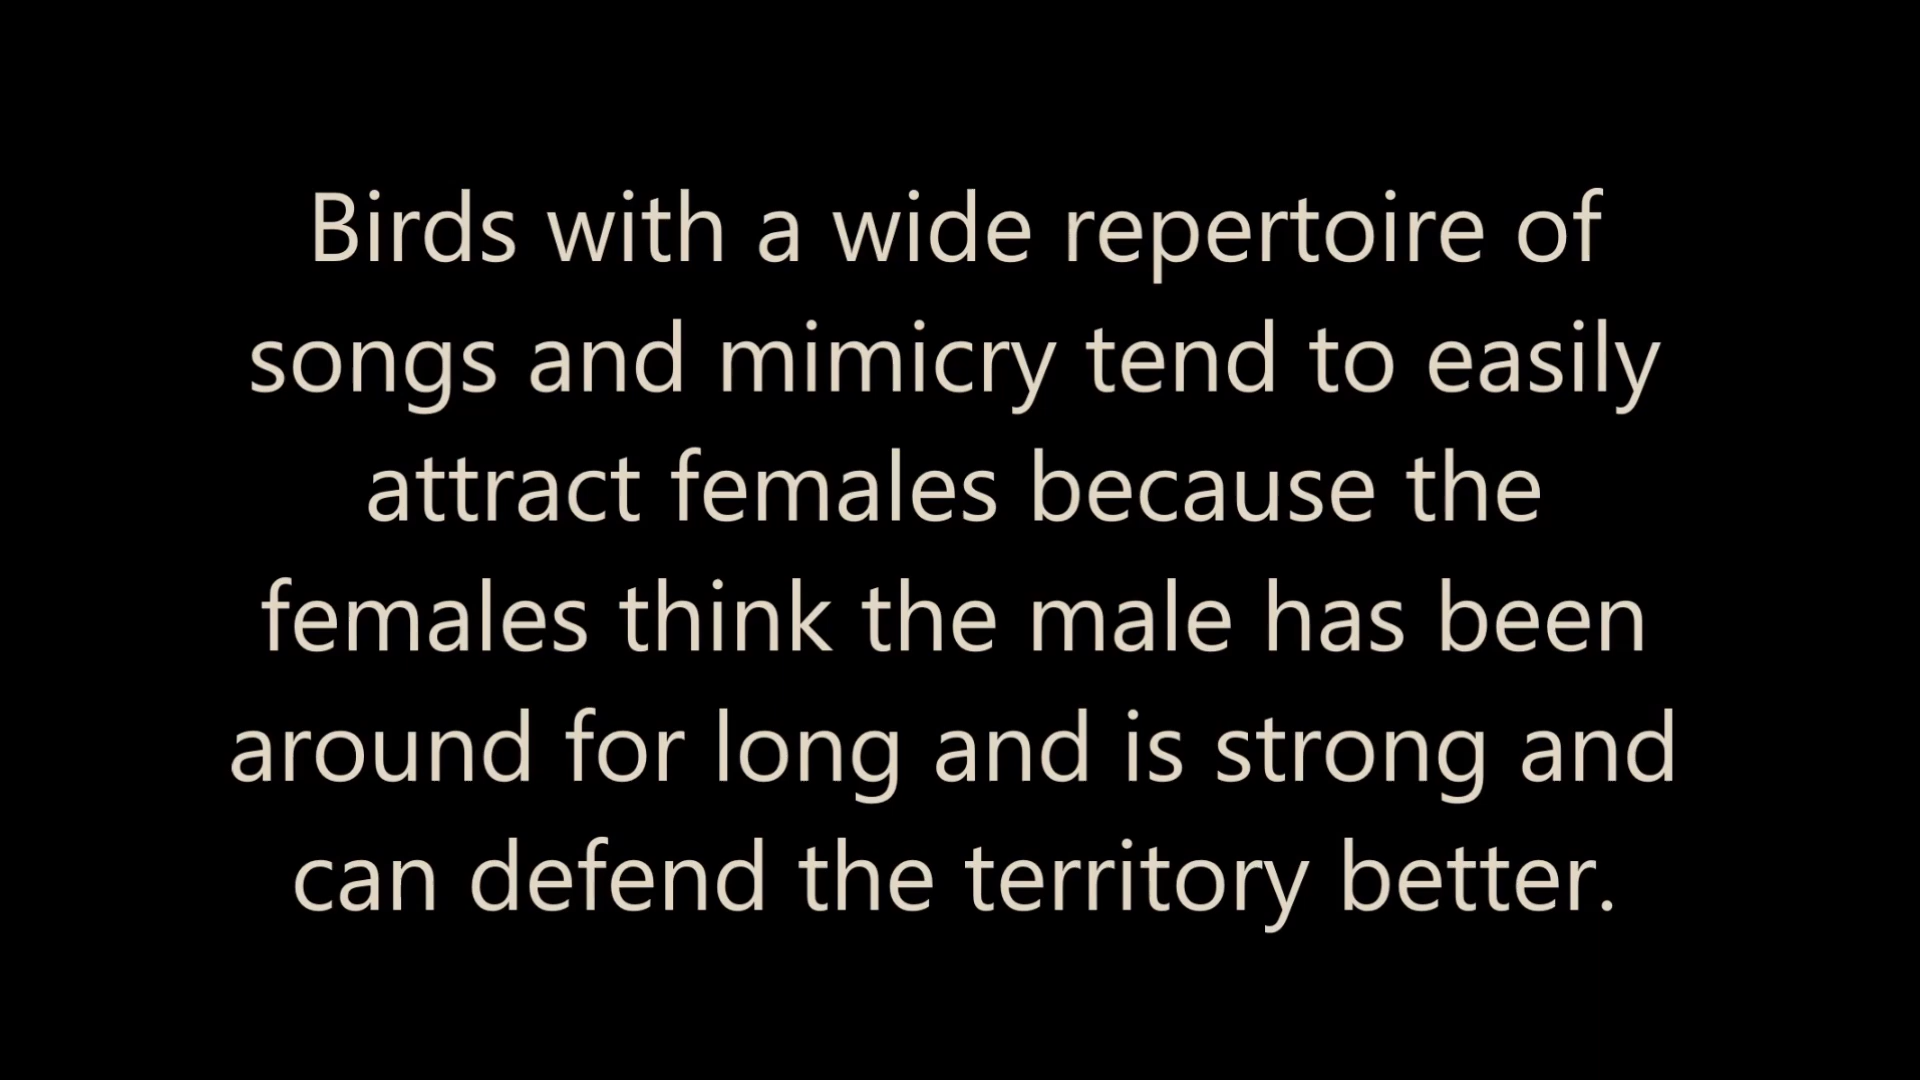 Birds with a wide repertoire of
songs and mimicry tend to easily
attract females because the
females think the male has been
around for long and is strong and
can defend the territory better.